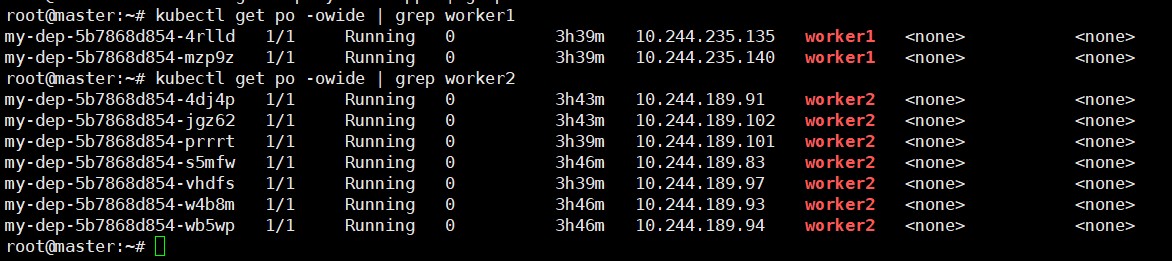 root@master:~# kubectl get po -owide | grep worker1
my-dep-5b7868d854-4rlld 1/1 Running 0 3h39m 10.244.235.135 worker1 <none> <none>
my-dep-5b7868d854-mzp9z 1/1 Running 0 3h39m 10.244.235.140 worker1 <none> <none>
root@master:~# kubectl get po -owide | grep worker2
my-dep-5b7868d854-4dj4p 1/1 Running 0 3h43m 10.244.189.91 worker2 <none> <none>
my-dep-5b7868d854-jgz62 1/1 Running 0 3h43m 10.244.189.102 worker2 <none> <none>
my-dep-5b7868d854-prrrt 1/1 Running 0 3h39m 10.244.189.101 worker2 <none> <none>
my-dep-5b7868d854-s5mfw 1/1 Running 0 3h46m 10.244.189.83 worker2 <none> <none>
my-dep-5b7868d854-vhdfs 1/1 Running 0 3h39m 10.244.189.97 worker2 <none> <none>
my-dep-5b7868d854-w4b8m 1/1 Running 0 3h46m 10.244.189.93 worker2 <none> <none>
my-dep-5b7868d854-wb5wp 1/1 Running 0 3h46m 10.244.189.94 worker2 <none> <none>
root@master:~#